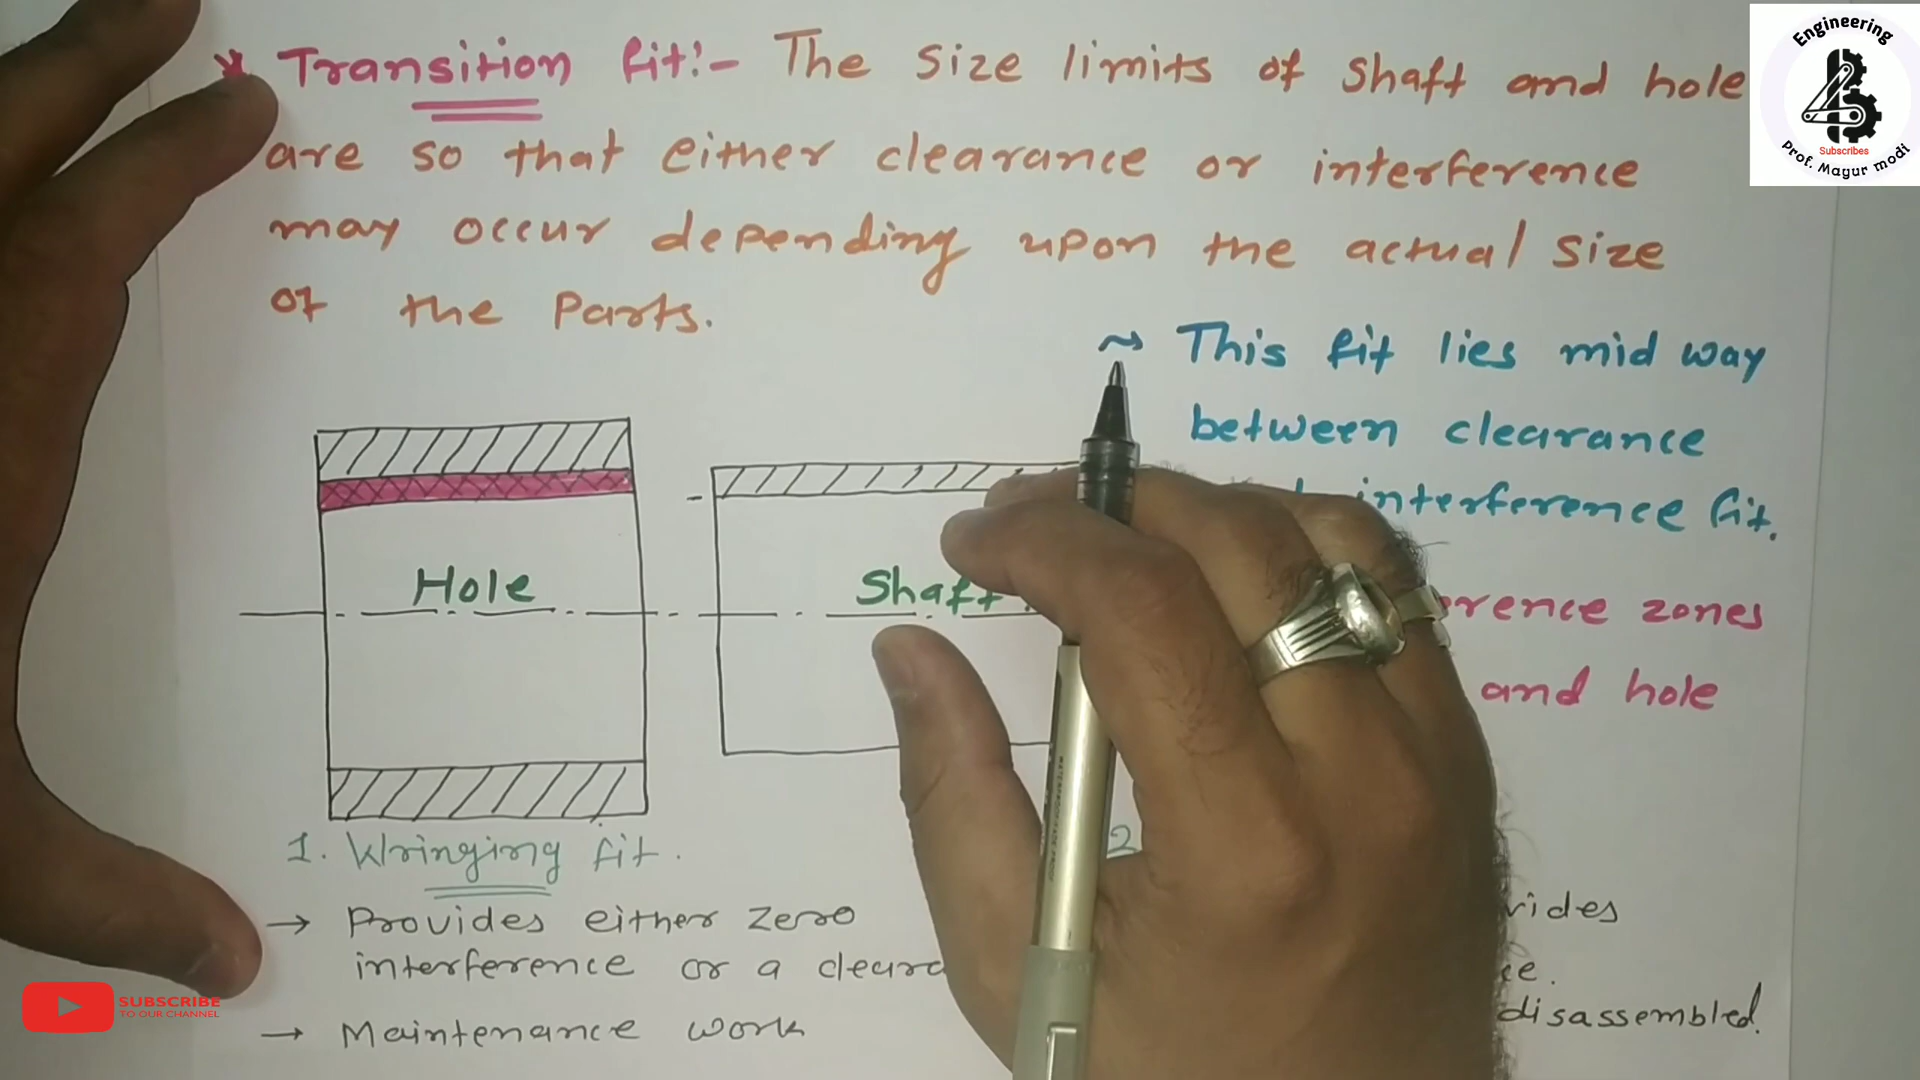 * Transition fit:- The size limits of shaft and hole
are so that either clearance or interference
may occur depending upon the actual size
of the Parts.
~ This fit lies mid way
between clearance
interference fit.
Hole
Shaft
zones
and hole
1. Wringing fit.
2
→ Provides either zero
interference or a
disassembled.
→ Maintenance work
Engineering
Subscribes
Prof. Mayur modi
SUBSCRIBE
TO OUR CHANNEL